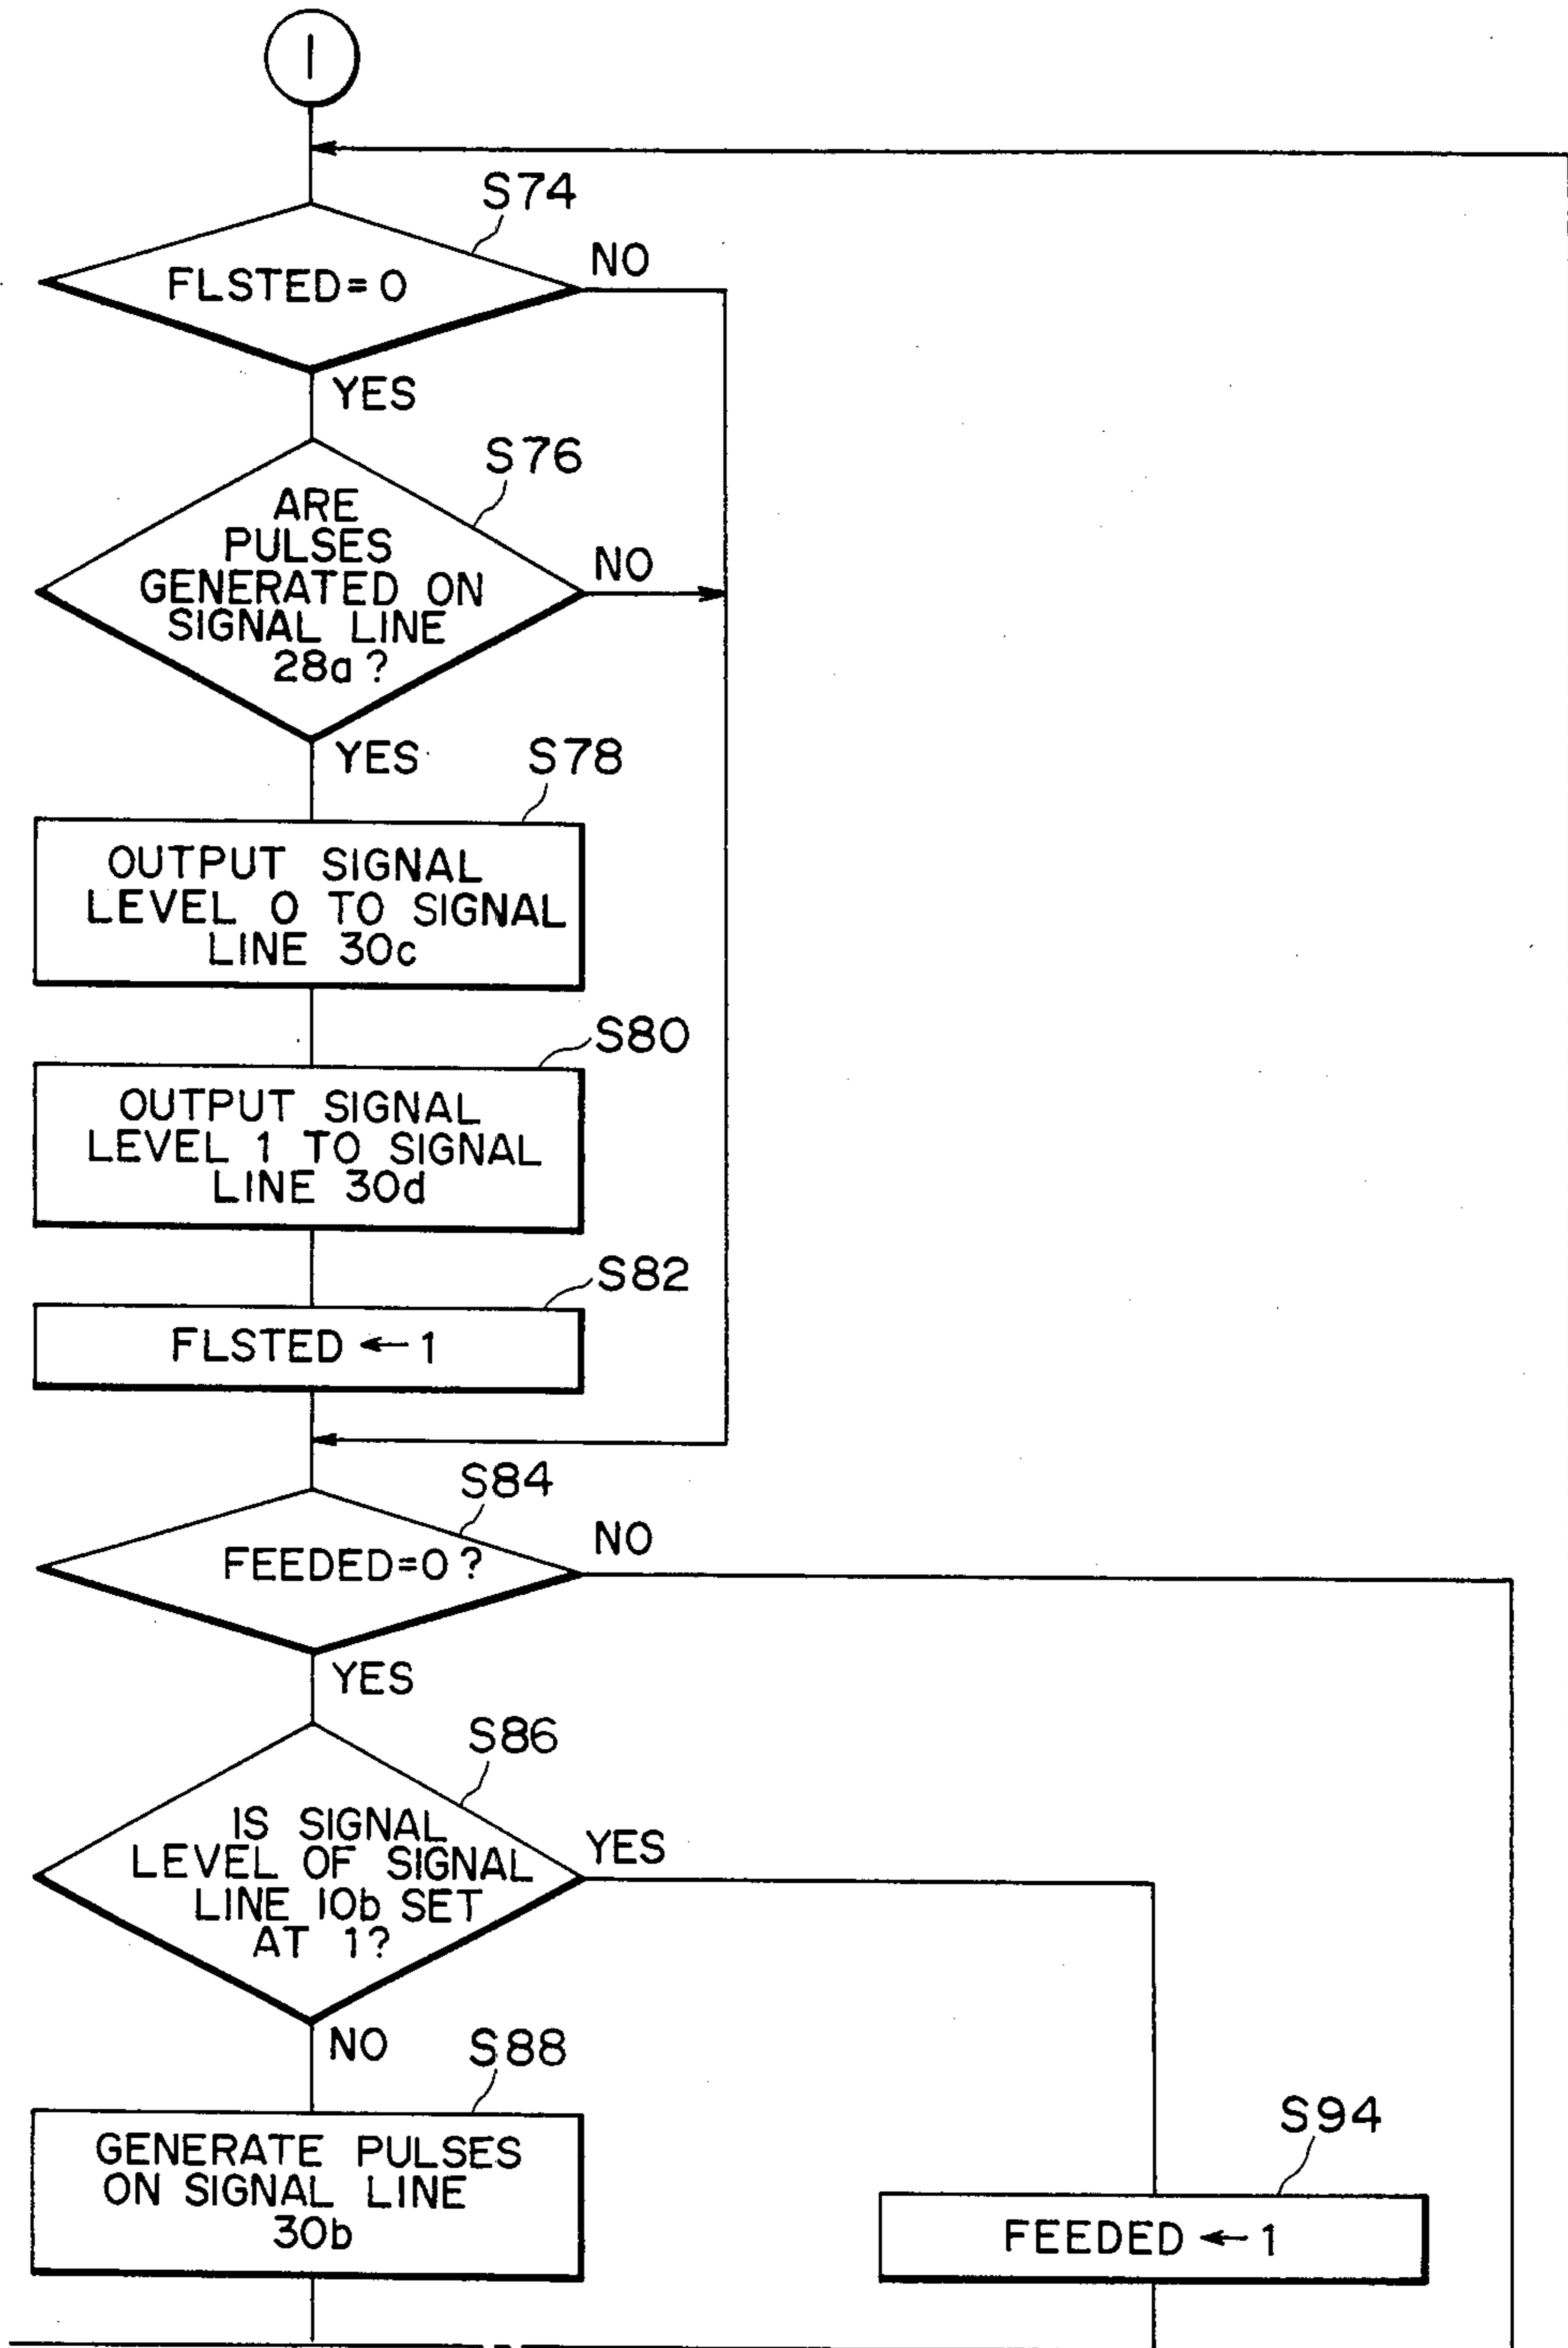 1
S74
FLSTED=0
NO
YES
S76
ARE
PULSES
GENERATED ON
SIGNAL LINE
28a?
NO
YES
S78
OUTPUT SIGNAL
LEVEL 0 TO SIGNAL
LINE 30c
S80
OUTPUT SIGNAL
LEVEL 1 TO SIGNAL
LINE 30d
S82
FLSTED ← 1
S84
FEEDED=0?
NO
YES
S86
IS SIGNAL
LEVEL OF SIGNAL
LINE 10b SET
AT 1?
YES
NO
S88
GENERATE PULSES
ON SIGNAL LINE
30b
S94
FEEDED ← 1